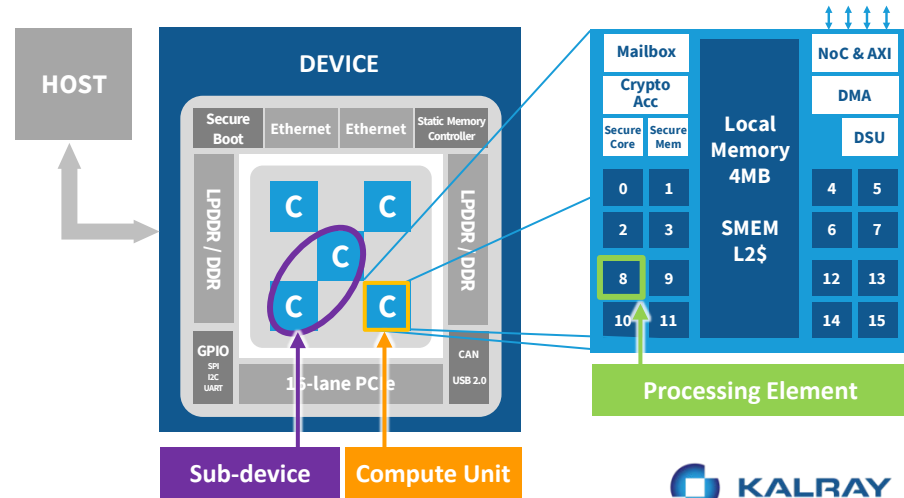 HOST
DEVICE
Secure
Boot
Ethernet
Ethernet
Static Memory
Controller
LPDDR / DDR
C
C
C
C
C
LPDDR / DDR
GPIO
SPI
I2C
UART
16-lane PCIe
CAN
USB 2.0
Sub-device
Compute Unit
Mailbox
Crypto
Acc
Secure
Core
Secure
Mem
Local
Memory
4MB
SMEM
L2$
NoC & AXI
DMA
DSU
0 1
2 3
8 9
10 11
4 5
6 7
12 13
14 15
Processing Element
KALRAY